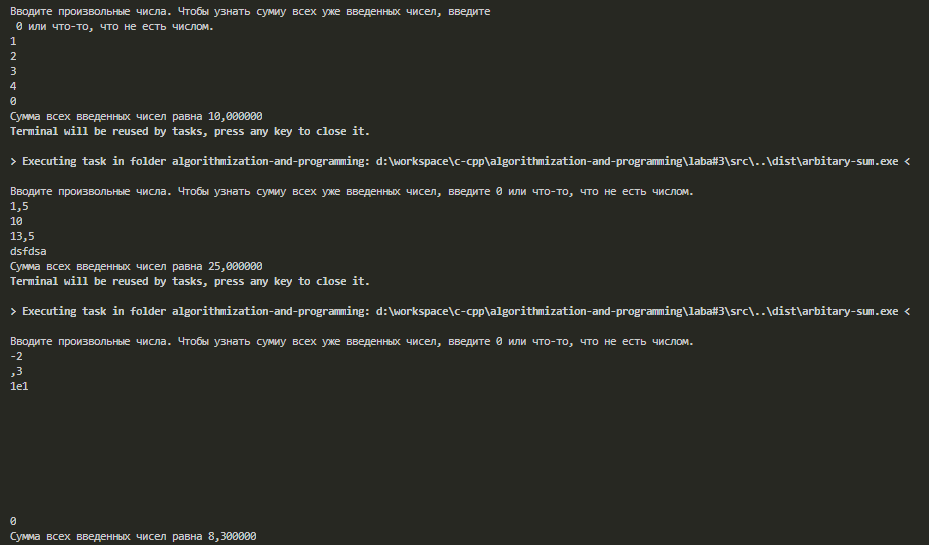 Вводите произвольные числа. Чтобы узнать сумиу всех уже введенных чисел, введите
0 или что-то, что не есть числом.
1
2
3
4
0
Сумма всех введенных чисел равна 10,000000
Terminal will be reused by tasks, press any key to close it.
> Executing task in folder algorithmization-and-programming: d:\workspace\c-cpp\algorithmization-and-programming\laba#3\src\..\dist\arbitary-sum.exe <
Вводите произвольные числа. Чтобы узнать сумиу всех уже введенных чисел, введите 0 или что-то, что не есть числом.
1,5
10
13,5
dsfdsa
Сумма всех введенных чисел равна 25,000000
Terminal will be reused by tasks, press any key to close it.
> Executing task in folder algorithmization-and-programming: d:\workspace\c-cpp\algorithmization-and-programming\laba#3\src\..\dist\arbitary-sum.exe <
Вводите произвольные числа. Чтобы узнать сумиу всех уже введенных чисел, введите 0 или что-то, что не есть числом.
-2
,3
1e1
0
Сумма всех введенных чисел равна 8,300000